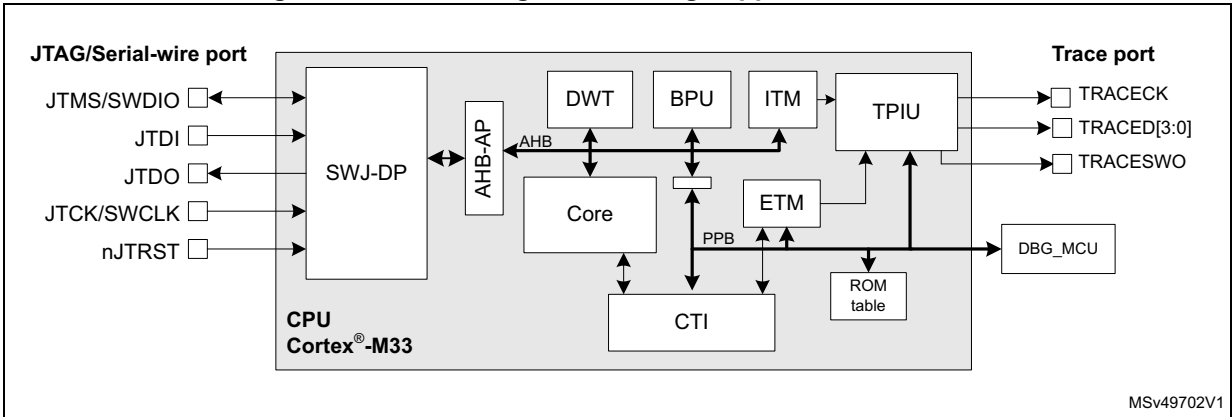 JTAG/Serial-wire port
Trace port
JTMS/SWDIO
JTDI
JTDO
JTCK/SWCLK
nJTRST
SWJ-DP
AHB-AP
AHB
DWT
BPU
ITM
TPIU
TRACECK
TRACED[3:0]
TRACESWO
Core
ETM
PPB
DBG_MCU
ROM
table
CTI
CPU
Cortex®-M33
MSv49702V1